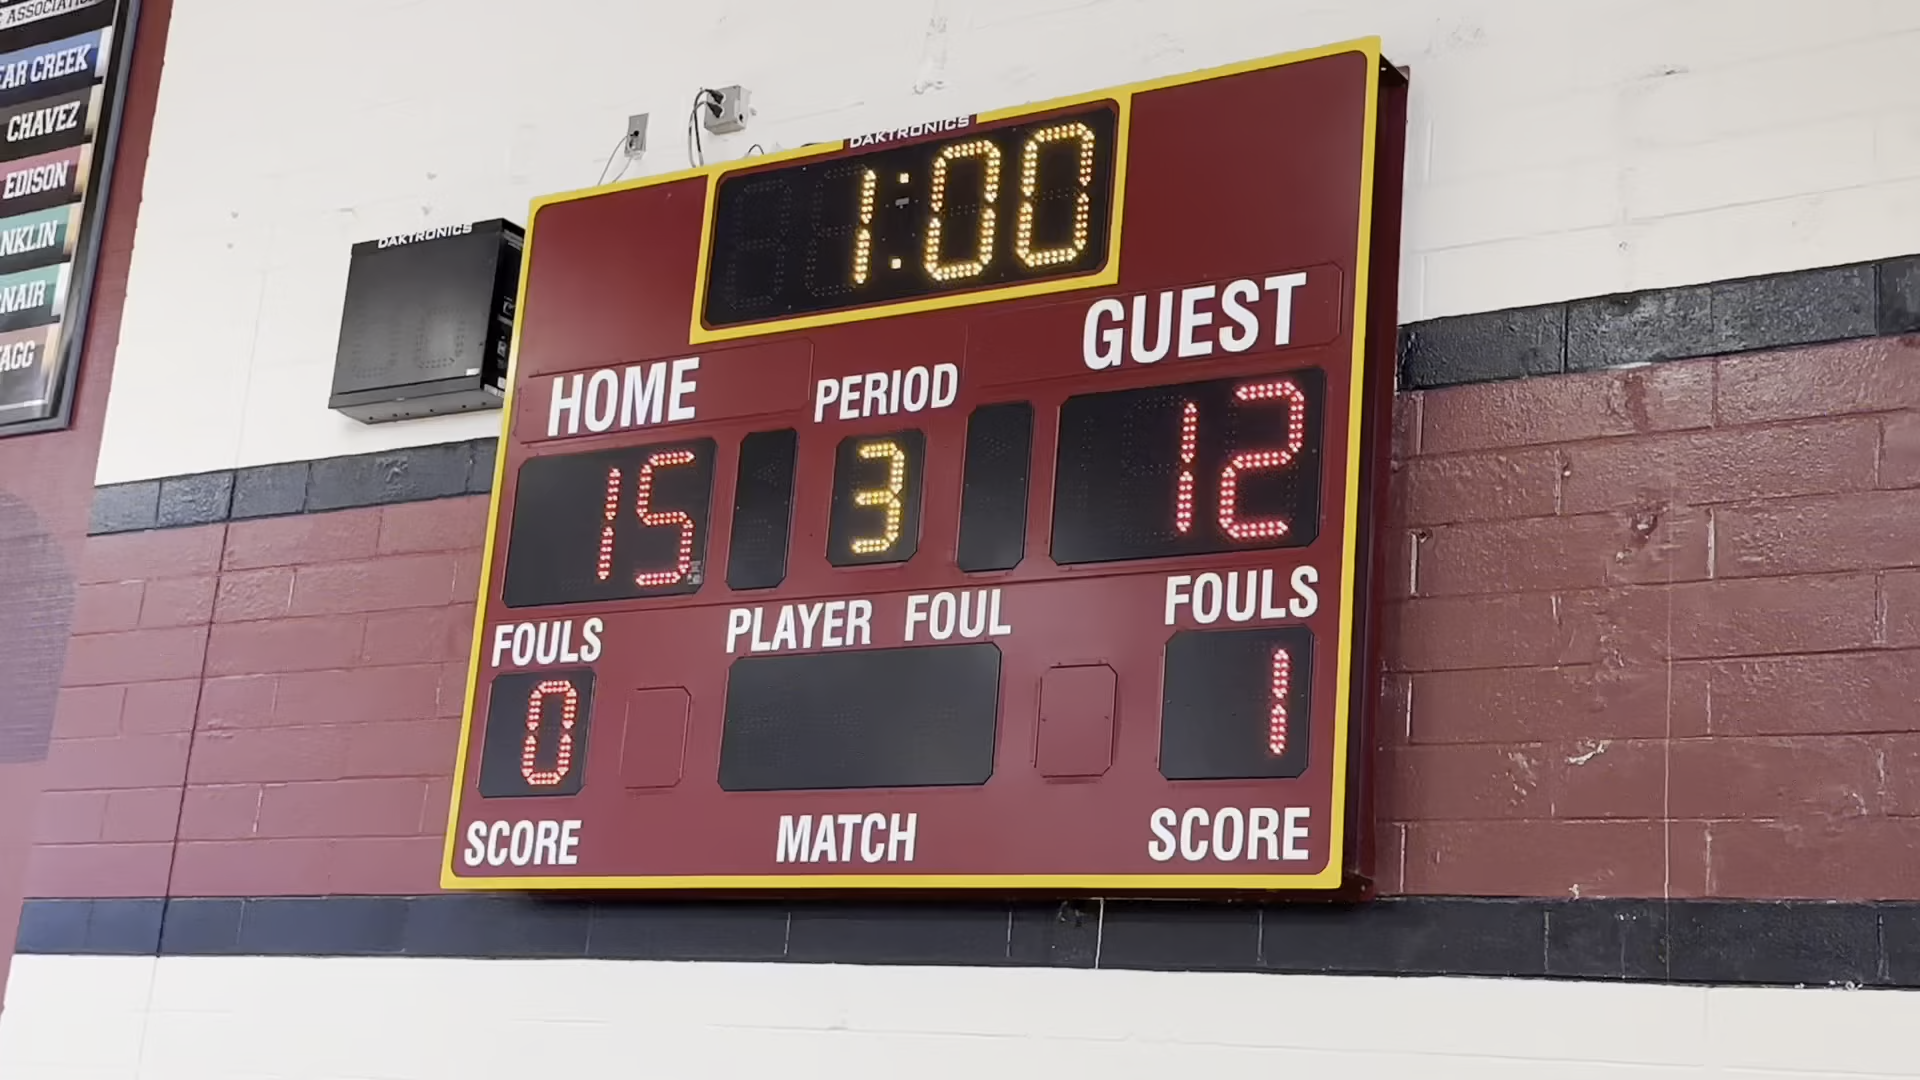 ASSOCIATI
EAR CREEK
CHAVEZ
EDISON
NKLIN
NAIR
AGG
DAKTRONICS
DAKTRONICS
1:00
HOME PERIOD GUEST
15 3 12
FOULS PLAYER FOUL FOULS
0 1
SCORE MATCH SCORE